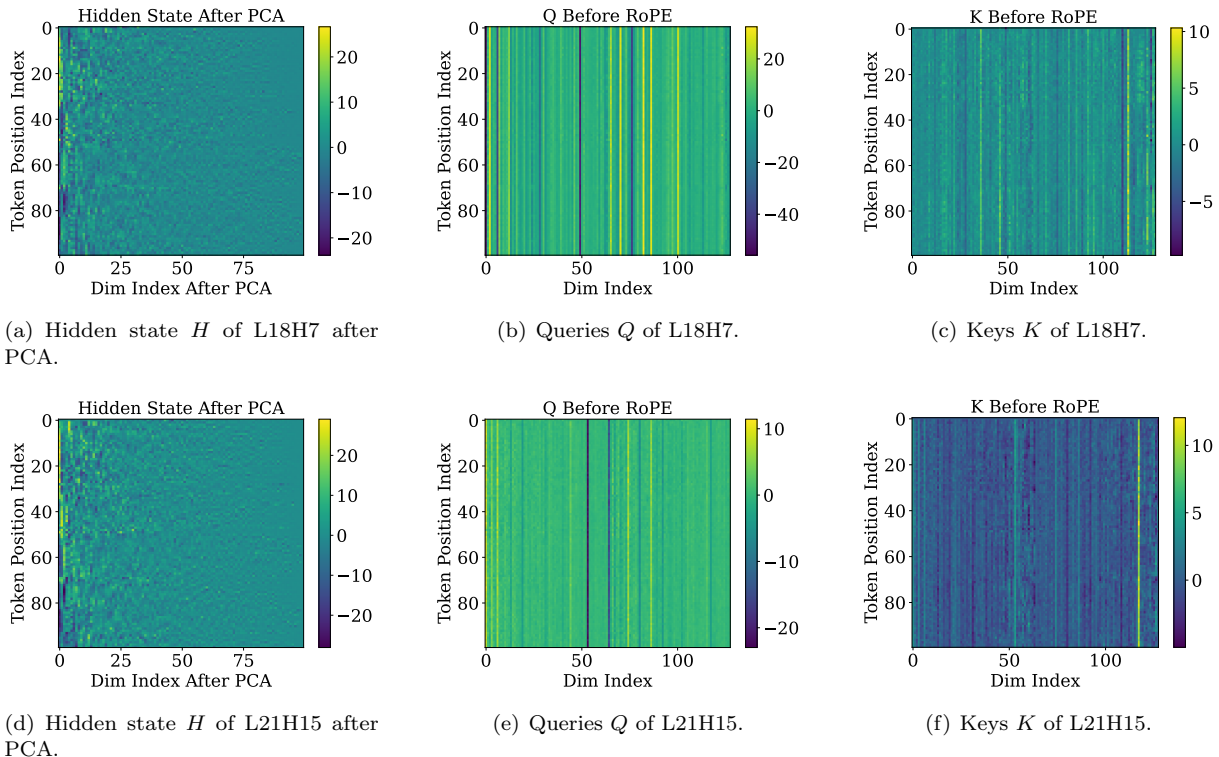 Hidden State After PCA
Token Position Index
0
20
40
60
80
0
25
50
75
Dim Index After PCA
20
10
0
−10
−20
(a) Hidden state H of L18H7 after
PCA.
Q Before RoPE
Token Position Index
0
20
40
60
80
0
100
Dim Index
20
0
−20
−40
(b) Queries Q of L18H7.
K Before RoPE
Token Position Index
0
20
40
60
80
0
50
100
Dim Index
10
5
0
−5
(c) Keys K of L18H7.
Hidden State After PCA
Token Position Index
0
20
40
60
80
0
25
50
75
Dim Index After PCA
20
10
0
−10
−20
(d) Hidden state H of L21H15 after
PCA.
Q Before RoPE
Token Position Index
0
20
40
60
80
0
100
Dim Index
10
0
−10
−20
(e) Queries Q of L21H15.
K Before RoPE
Token Position Index
0
20
40
60
80
0
50
100
Dim Index
10
5
0
(f) Keys K of L21H15.